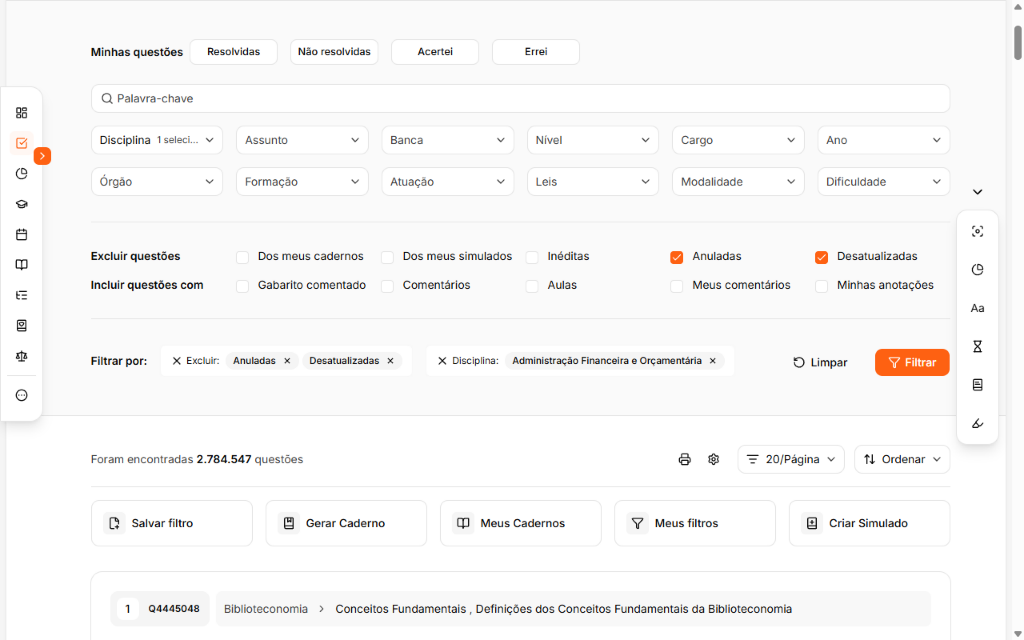 Minhas questões Resolvidas Não resolvidas Acertei Errei
Palavra-chave
Disciplina 1 seleci... Assunto Banca Nível Cargo Ano
Órgão Formação Atuação Leis Modalidade Dificuldade
Excluir questões Dos meus cadernos Dos meus simulados Inéditas Anuladas Desatualizadas
Incluir questões com Gabarito comentado Comentários Aulas Meus comentários Minhas anotações
Aa
Filtrar por: Excluir: Anuladas Desatualizadas Disciplina: Administração Financeira e Orçamentária Limpar Filtrar
Foram encontradas 2.784.547 questões 20/Página Ordenar
Salvar filtro Gerar Caderno Meus Cadernos Meus filtros Criar Simulado
1 Q4445048 Biblioteconomia > Conceitos Fundamentais , Definições dos Conceitos Fundamentais da Biblioteconomia